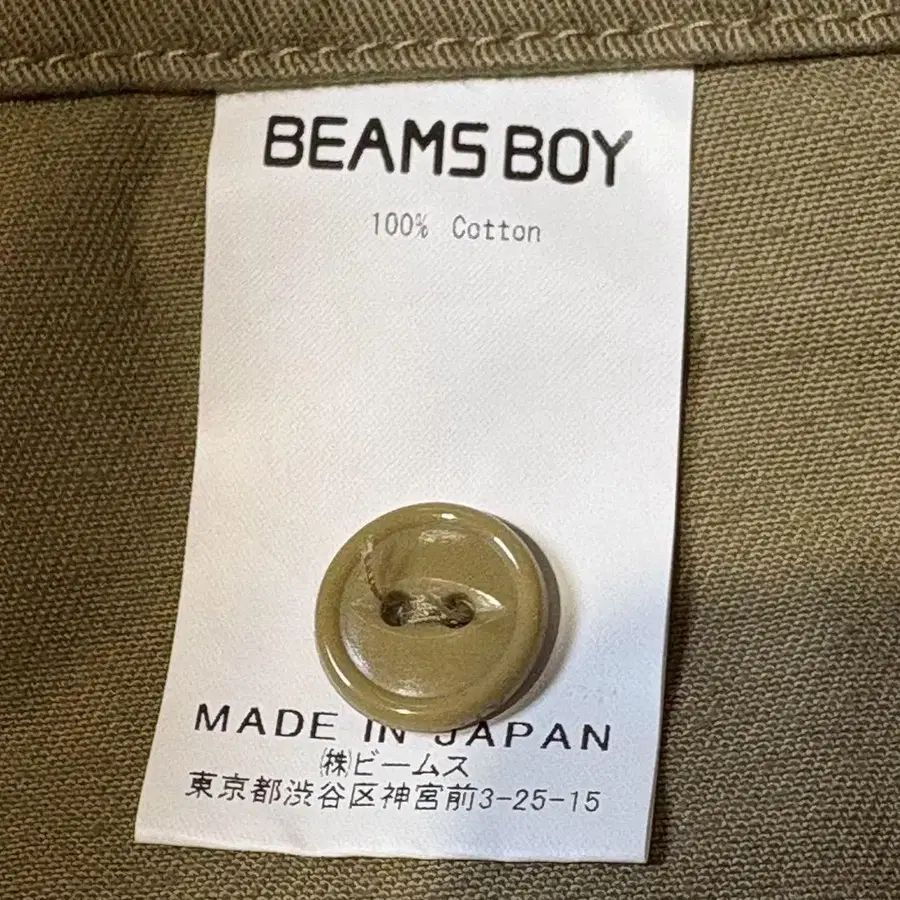 BEAMS BOY
100% Cotton
MADE IN JAPAN
㈱ビームス
東京都渋谷区神宮前3-25-15